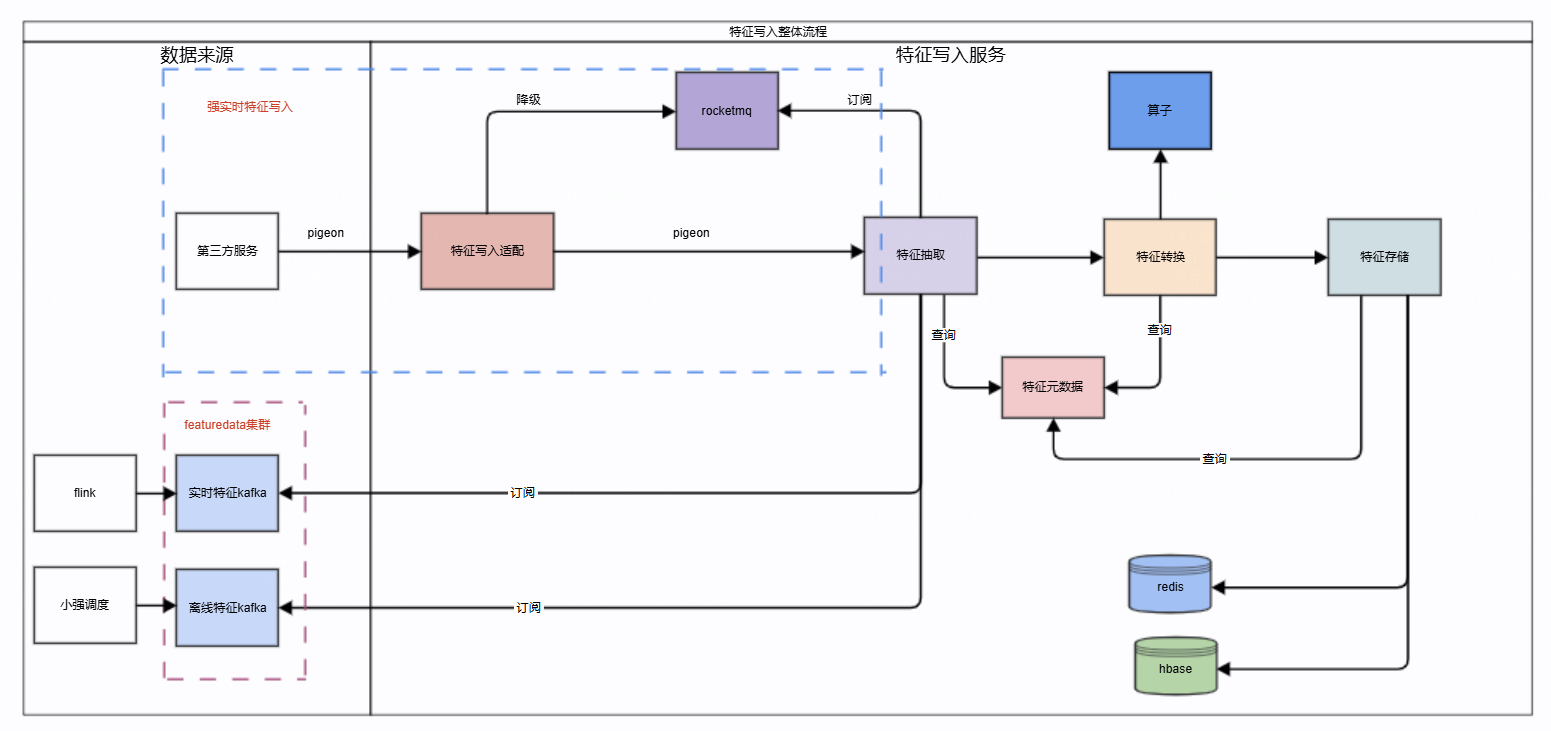 特征写入整体流程
数据来源
特征写入服务
强实时特征写入
降级
rocketmq
订阅
算子
第三方服务
pigeon
特征写入适配
pigeon
特征抽取
特征转换
特征存储
查询
查询
特征元数据
查询
featuredata集群
flink
实时特征kafka
订阅
小强调度
离线特征kafka
订阅
redis
hbase